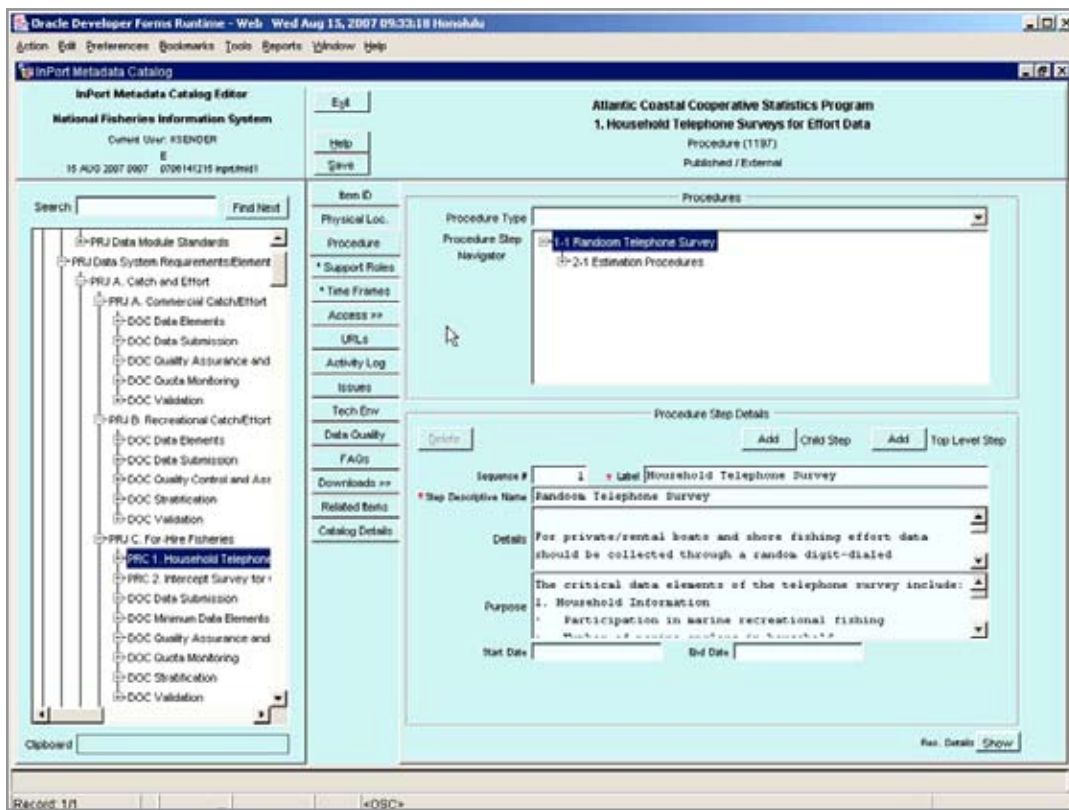 Oracle Developer Forms Runtime - Web Wed Aug 15, 2007 09:33:18 Honolulu
Action Edit Preferences Bookmarks Tools Reports Window Help
InPort Metadata Catalog
InPort Metadata Catalog Editor
National Fisheries Information System
Current User: KSENDER
E
15 AUG 2007 0907
Exit
Help
Save
Atlantic Coastal Cooperative Statistics Program
1. Household Telephone Surveys for Effort Data
Procedure (1197)
Published / External
Search
Find Next
PRJ Data Module Standards
PRJ Data System Requirements/Element
PRJ A. Catch and Effort
PRJ A. Commercial Catch/Effort
DOC Data Elements
DOC Data Submission
DOC Quality Assurance and
DOC Quota Monitoring
DOC Validation
PRJ B. Recreational Catch/Effort
DOC Data Elements
DOC Data Submission
DOC Quality Control and Ass
DOC Stratification
DOC Validation
PRJ C. For-Hire Fisheries
PRC 1. Household Telephone
PRC 2. Intercept Survey for
DOC Data Submission
DOC Minimum Data Elements
DOC Quality Assurance and
DOC Quota Monitoring
DOC Stratification
DOC Validation
Clipboard
Item ID
Physical Loc.
Procedure
* Support Roles
* Time Frames
Access >>
URLs
Activity Log
Issues
Tech Env
Data Quality
FAQs
Downloads >>
Related Items
Catalog Details
Procedures
Procedure Type
Procedure Step Navigator
1-1 Randoom Telephone Survey
2-1 Estimation Procedures
Procedure Step Details
Delete
Add Child Step
Add Top Level Step
Sequence # 1 * Label Household Telephone Survey
* Step Descriptive Name Randoom Telephone Survey
Details
For private/rental boats and shore fishing effort data
should be collected through a random digit-dialed
Purpose
The critical data elements of the telephone survey include:
1. Household Information
· Participation in marine recreational fishing
Start Date
End Date
Rec. Details Show
Record: 1/1
<OSC>